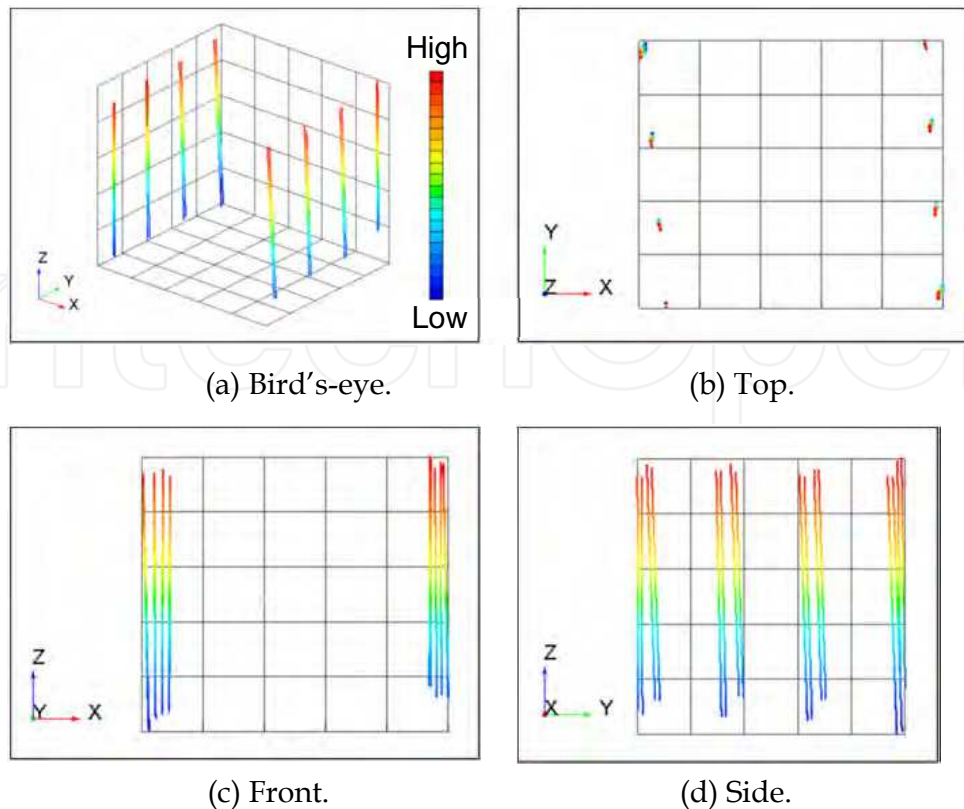 High
Low
Z
Y
X
(a) Bird's-eye.
Y
Z
X
(b) Top.
Z
Y
X
(c) Front.
Z
X
Y
(d) Side.